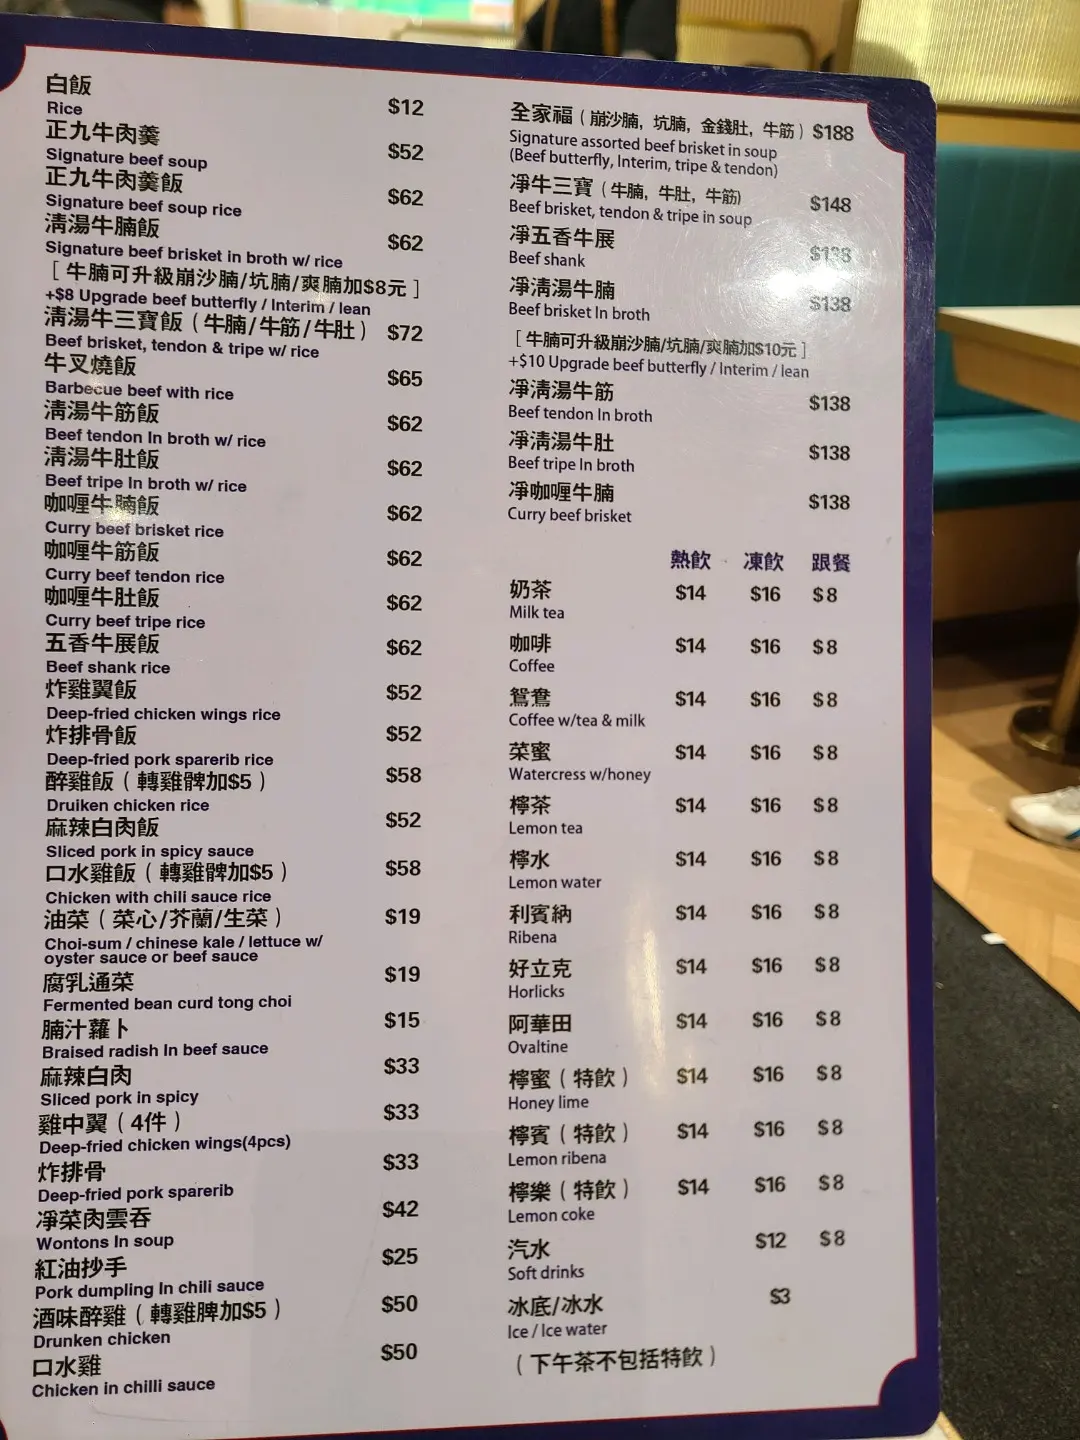 白飯
Rice $12
正九牛肉羹
Signature beef soup $52
正九牛肉羹飯
Signature beef soup rice $62
清湯牛腩飯
Signature beef brisket in broth w/ rice $62
[ 牛腩可升級崩沙腩/坑腩/爽腩加$8元 ]
+$8 Upgrade beef butterfly / Interim / lean
清湯牛三寶飯 ( 牛腩/牛筋/牛肚 ) $72
Beef brisket, tendon & tripe w/ rice
牛叉燒飯
Barbecue beef with rice $65
清湯牛筋飯
Beef tendon In broth w/ rice $62
清湯牛肚飯
Beef tripe In broth w/ rice $62
咖喱牛腩飯
Curry beef brisket rice $62
咖喱牛筋飯
Curry beef tendon rice $62
咖喱牛肚飯
Curry beef tripe rice $62
五香牛展飯
Beef shank rice $62
炸雞翼飯
Deep-fried chicken wings rice $52
炸排骨飯
Deep-fried pork sparerib rice $52
醉雞飯 ( 轉雞髀加$5 ) $58
Druiken chicken rice
麻辣白肉飯
Sliced pork in spicy sauce $52
口水雞飯 ( 轉雞髀加$5 ) $58
Chicken with chili sauce rice
油菜 ( 菜心/芥蘭/生菜 ) $19
Choi-sum / chinese kale / lettuce w/
oyster sauce or beef sauce
腐乳通菜 $19
Fermented bean curd tong choi
腩汁蘿卜 $15
Braised radish In beef sauce
麻辣白肉 $33
Sliced pork in spicy
雞中翼 ( 4件 ) $33
Deep-fried chicken wings(4pcs)
炸排骨 $33
Deep-fried pork sparerib
凈菜肉雲吞 $42
Wontons In soup
紅油抄手 $25
Pork dumpling In chili sauce
酒味醉雞 ( 轉雞脾加$5 ) $50
Drunken chicken
口水雞 $50
Chicken in chilli sauce
全家福 ( 崩沙腩, 坑腩, 金錢肚, 牛筋 ) $188
Signature assorted beef brisket in soup
(Beef butterfly, Interim, tripe & tendon)
凈牛三寶 ( 牛腩, 牛肚, 牛筋) $148
Beef brisket, tendon & tripe in soup
凈五香牛展
Beef shank
凈清湯牛腩 $138
Beef brisket In broth
[ 牛腩可升級崩沙腩/坑腩/爽腩加$10元 ]
+$10 Upgrade beef butterfly / Interim / lean
凈清湯牛筋 $138
Beef tendon In broth
凈清湯牛肚 $138
Beef tripe In broth
凈咖喱牛腩 $138
Curry beef brisket
熱飲 凍飲 跟餐
奶茶 $14 $16 $8
Milk tea
咖啡 $14 $16 $8
Coffee
鴛鴦 $14 $16 $8
Coffee w/tea & milk
菜蜜 $14 $16 $8
Watercress w/honey
檸茶 $14 $16 $8
Lemon tea
檸水 $14 $16 $8
Lemon water
利賓納 $14 $16 $8
Ribena
好立克 $14 $16 $8
Horlicks
阿華田 $14 $16 $8
Ovaltine
檸蜜 ( 特飲 ) $14 $16 $8
Honey lime
檸賓 ( 特飲 ) $14 $16 $8
Lemon ribena
檸樂 ( 特飲 ) $14 $16 $8
Lemon coke
汽水 $12 $8
Soft drinks
冰底/冰水 $3
Ice / Ice water
( 下午茶不包括特飲 )